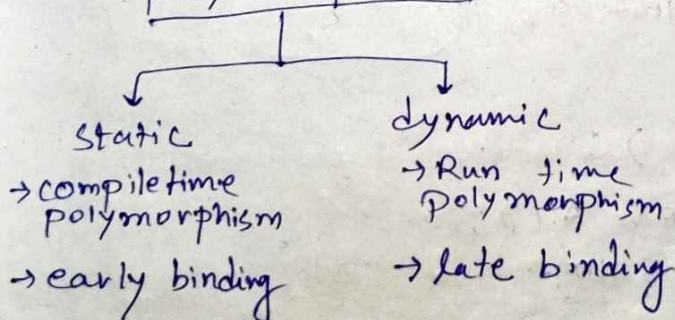 static
→ compiletime
polymorphism
→ early binding
dynamic
→ Run time
polymorphism
→ late binding